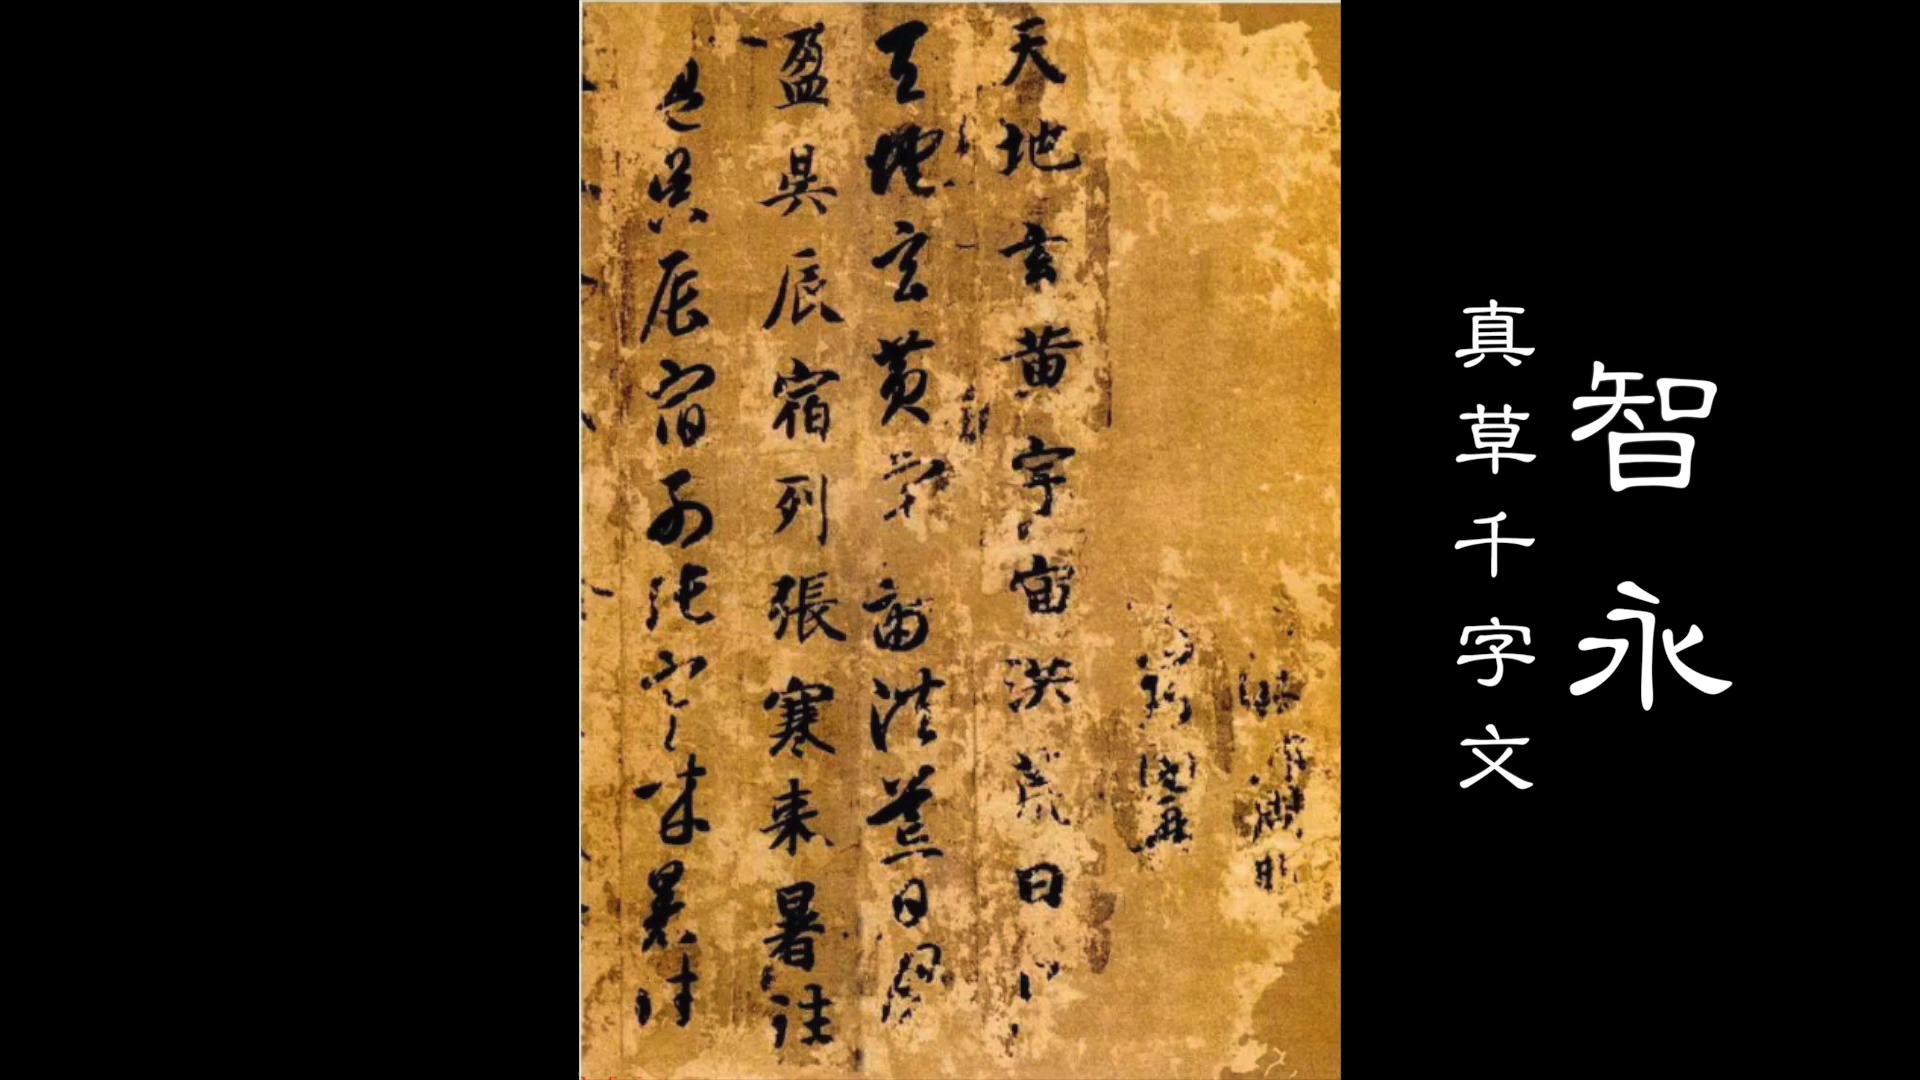 智永
真草千字文
天地玄黄宇宙洪荒日
天地玄黄宇宙洪荒日月
盈昃辰宿列張寒来暑往
盈昃辰宿列張寒来暑往